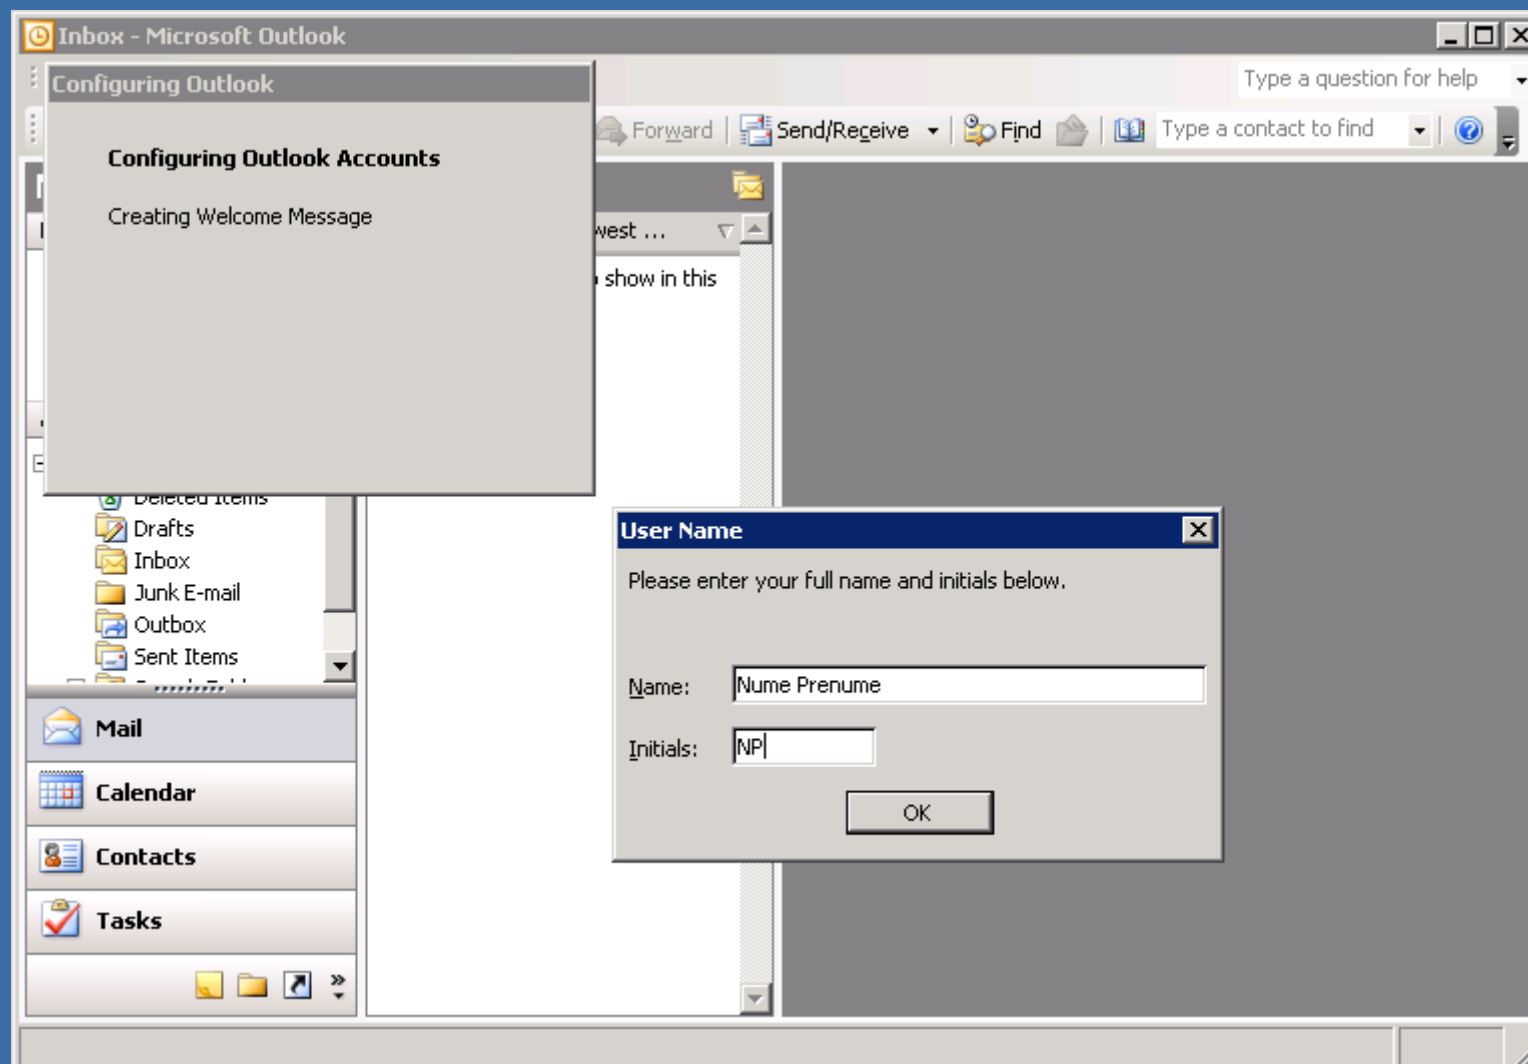 Inbox - Microsoft Outlook
Configuring Outlook
Type a question for help
Configuring Outlook Accounts
Creating Welcome Message
Forward
Send/Receive
Find
Type a contact to find
show in this
Deleted Items
Drafts
Inbox
Junk E-mail
Outbox
Sent Items
User Name
Please enter your full name and initials below.
Name: Nume Prenume
Initials: NP
OK
Mail
Calendar
Contacts
Tasks